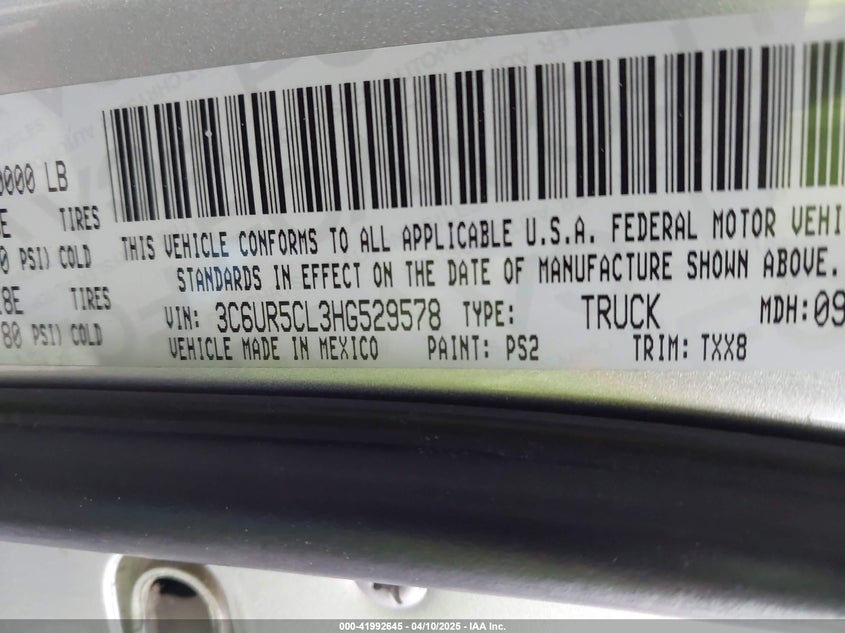 0000 LB
TIRES
PSI) COLD
8E TIRES
80 PSI) COLD
THIS VEHICLE CONFORMS TO ALL APPLICABLE U.S.A. FEDERAL MOTOR VEHI
STANDARDS IN EFFECT ON THE DATE OF MANUFACTURE SHOWN ABOVE.
VIN: 3C6UR5CL3HG529578 TYPE: TRUCK MDH: 09
VEHICLE MADE IN MEXICO PAINT: PS2 TRIM: TXX8
000-41992645 - 04/10/2025 - IAA Inc.